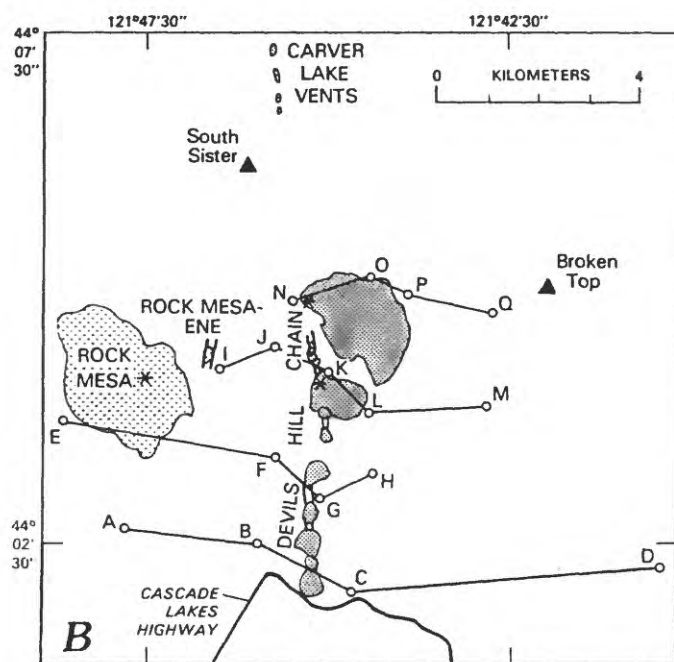 121°47'30"
121°42'30"
44°
07'
30"
CARVER
LAKE
VENTS
0 KILOMETERS 4
South
Sister
Broken
Top
O
N
P
Q
ROCK MESA-
ENE
J
I
CHAIN
K
ROCK
MESA
L
M
E
HILL
F
H
G
DEVILS
A
B
C
D
44°
02'
30'
CASCADE
LAKES
HIGHWAY
B